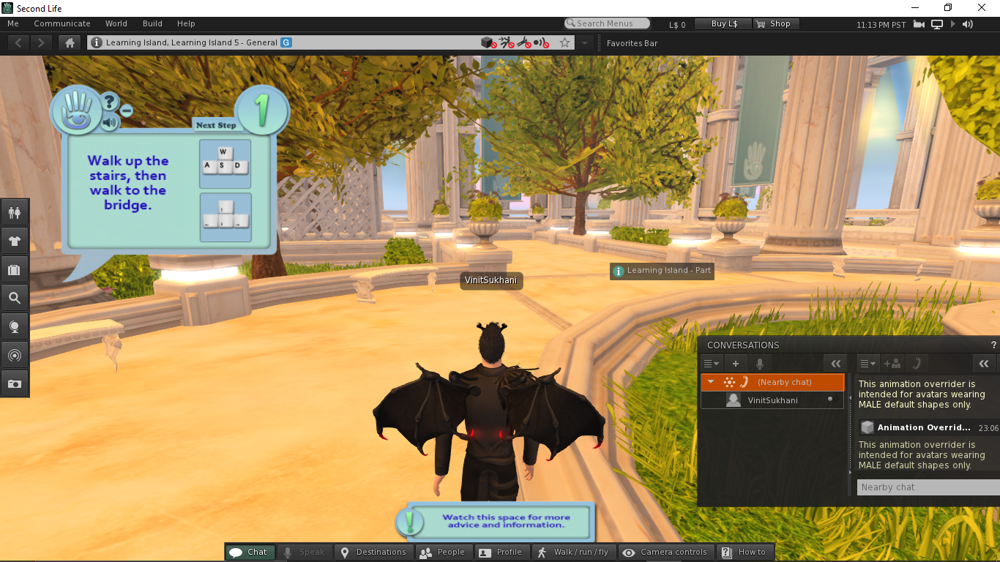 Second Life
Me Communicate World Build Help
Search Menus
L$ 0
Buy L$
Shop
11:13 PM PST
Learning Island, Learning Island 5 - General G
Favorites Bar
?
1
Next Step
Walk up the
stairs, then
walk to the
bridge.
W
A S D
VinitSukhani
Learning Island - Part
CONVERSATIONS
?
(Nearby chat)
VinitSukhani
This animation overrider is
intended for avatars wearing
MALE default shapes only.
Animation Overrid... 23:06
This animation overrider is
intended for avatars wearing
MALE default shapes only.
Nearby chat
!
Watch this space for more
advice and information.
Chat Speak Destinations People Profile Walk / run / fly Camera controls How to